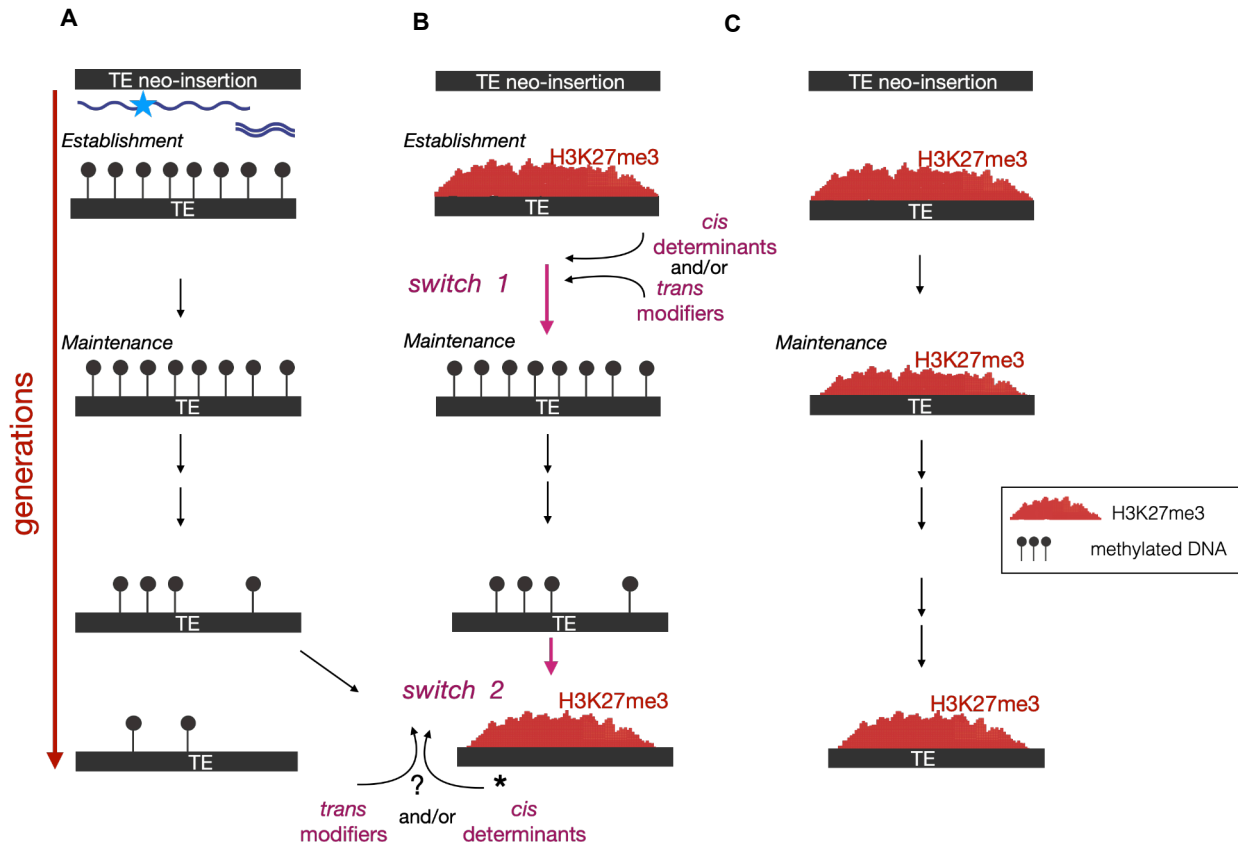 A
TE neo-insertion
Establishment
TE
Maintenance
TE
TE
TE
generations
B
TE neo-insertion
Establishment
H3K27me3
TE
cis
determinants
and/or
trans
modifiers
switch 1
Maintenance
TE
TE
switch 2
H3K27me3
?
*
trans
modifiers
and/or
cis
determinants
C
TE neo-insertion
H3K27me3
TE
Maintenance
H3K27me3
TE
H3K27me3
TE
H3K27me3
methylated DNA